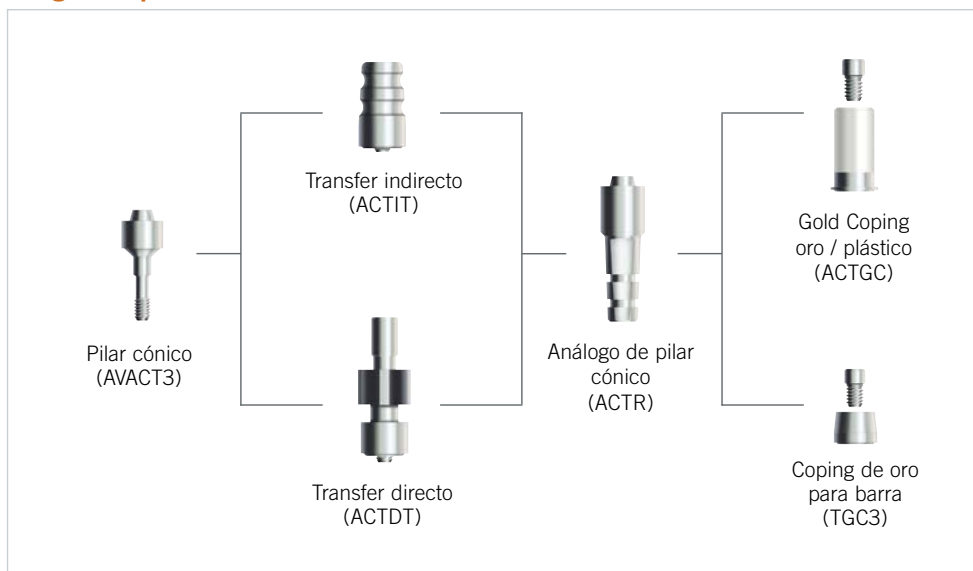 Transfer indirecto
(ACTIT)
Gold Coping
oro / plástico
(ACTGC)
Pilar cónico
(AVACT3)
Análogo de pilar
cónico
(ACTR)
Transfer directo
(ACTDT)
Coping de oro
para barra
(TGC3)